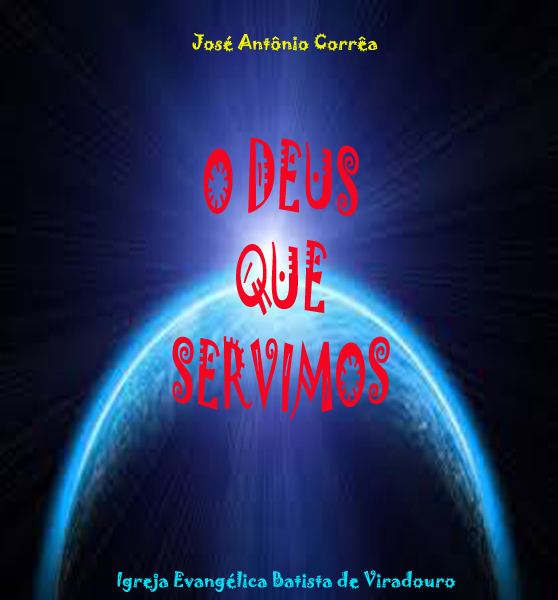 José Antônio Corrêa
O DEUS
QUE
SERVIMOS
Igreja Evangélica Batista de Viradouro